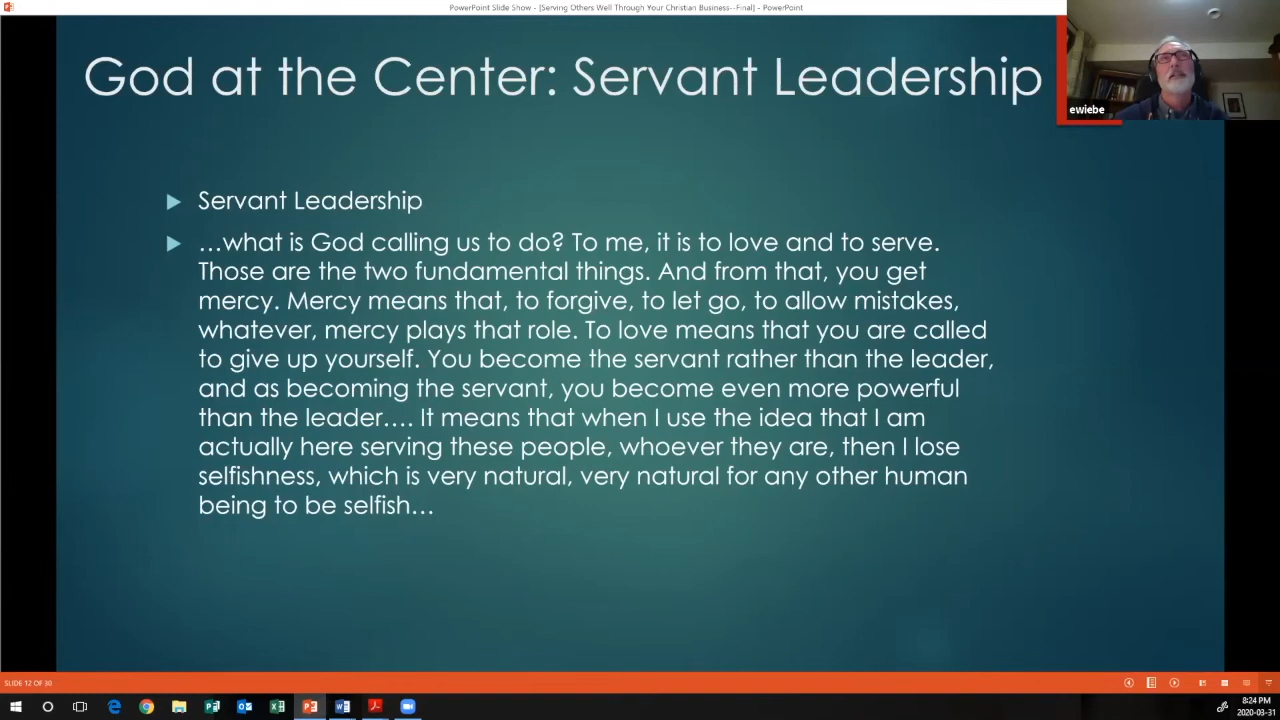 PowerPoint Slide Show - [Serving Others Well Through Your Christian Business--Final] - PowerPoint
God at the Center: Servant Leadership
ewiebe
Servant Leadership
…what is God calling us to do? To me, it is to love and to serve.
Those are the two fundamental things. And from that, you get
mercy. Mercy means that, to forgive, to let go, to allow mistakes,
whatever, mercy plays that role. To love means that you are called
to give up yourself. You become the servant rather than the leader,
and as becoming the servant, you become even more powerful
than the leader…. It means that when I use the idea that I am
actually here serving these people, whoever they are, then I lose
selfishness, which is very natural, very natural for any other human
being to be selfish…
SLIDE 12 OF 30
8:24 PM
2020-03-31